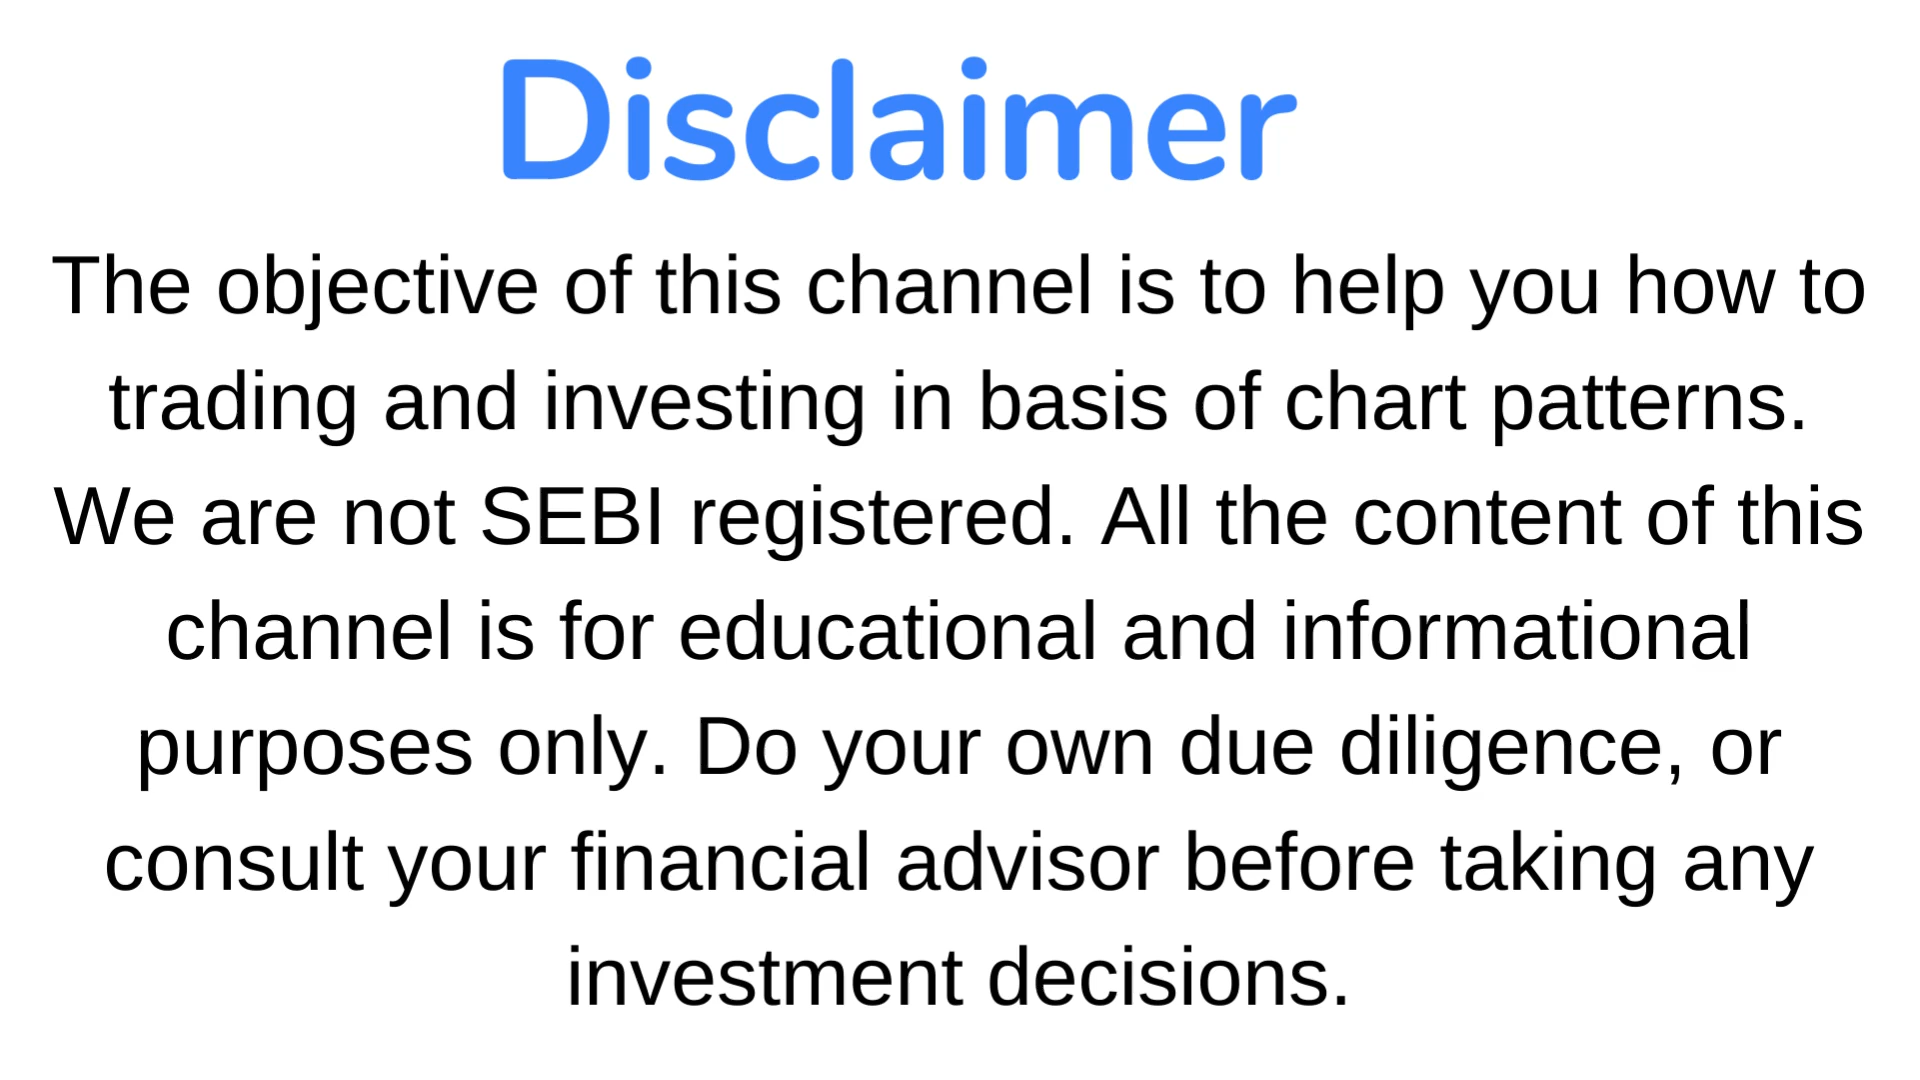 Disclaimer
The objective of this channel is to help you how to
trading and investing in basis of chart patterns.
We are not SEBI registered. All the content of this
channel is for educational and informational
purposes only. Do your own due diligence, or
consult your financial advisor before taking any
investment decisions.